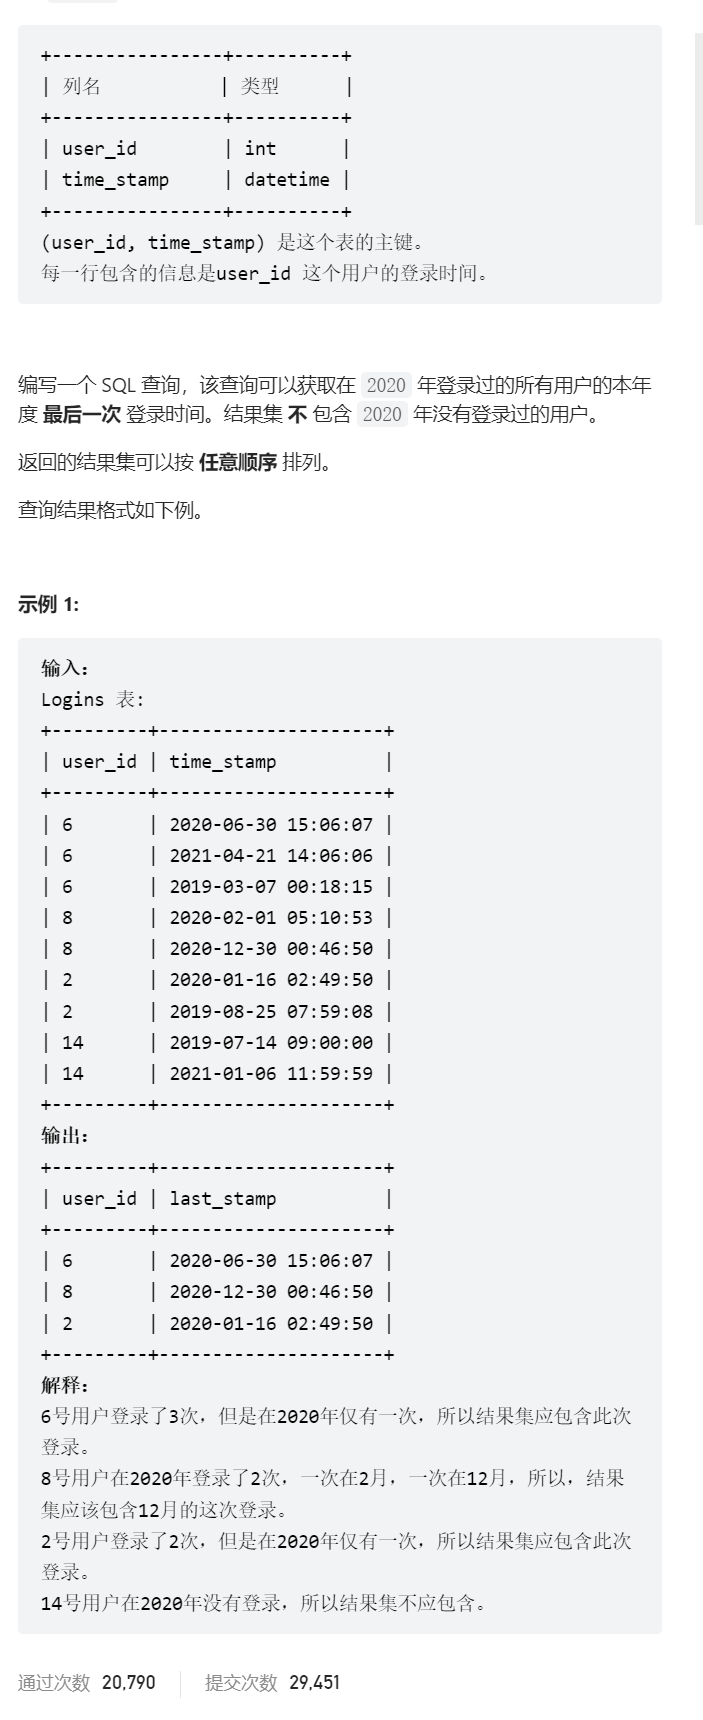 +----------------+----------+
| 列名           | 类型      |
+----------------+----------+
| user_id        | int      |
| time_stamp     | datetime |
+----------------+----------+
(user_id, time_stamp) 是这个表的主键。
每一行包含的信息是user_id 这个用户的登录时间。
编写一个 SQL 查询，该查询可以获取在 2020 年登录过的所有用户的本年
度 最后一次 登录时间。结果集 不 包含 2020 年没有登录过的用户。
返回的结果集可以按 任意顺序 排列。
查询结果格式如下例。
示例 1:
输入：
Logins 表:
+---------+---------------------+
| user_id | time_stamp          |
+---------+---------------------+
| 6       | 2020-06-30 15:06:07 |
| 6       | 2021-04-21 14:06:06 |
| 6       | 2019-03-07 00:18:15 |
| 8       | 2020-02-01 05:10:53 |
| 8       | 2020-12-30 00:46:50 |
| 2       | 2020-01-16 02:49:50 |
| 2       | 2019-08-25 07:59:08 |
| 14      | 2019-07-14 09:00:00 |
| 14      | 2021-01-06 11:59:59 |
+---------+---------------------+
输出：
+---------+---------------------+
| user_id | last_stamp          |
+---------+---------------------+
| 6       | 2020-06-30 15:06:07 |
| 8       | 2020-12-30 00:46:50 |
| 2       | 2020-01-16 02:49:50 |
+---------+---------------------+
解释：
6号用户登录了3次，但是在2020年仅有一次，所以结果集应包含此次
登录。
8号用户在2020年登录了2次，一次在2月，一次在12月，所以，结果
集应该包含12月的这次登录。
2号用户登录了2次，但是在2020年仅有一次，所以结果集应包含此次
登录。
14号用户在2020年没有登录，所以结果集不应包含。
通过次数 20,790 提交次数 29,451